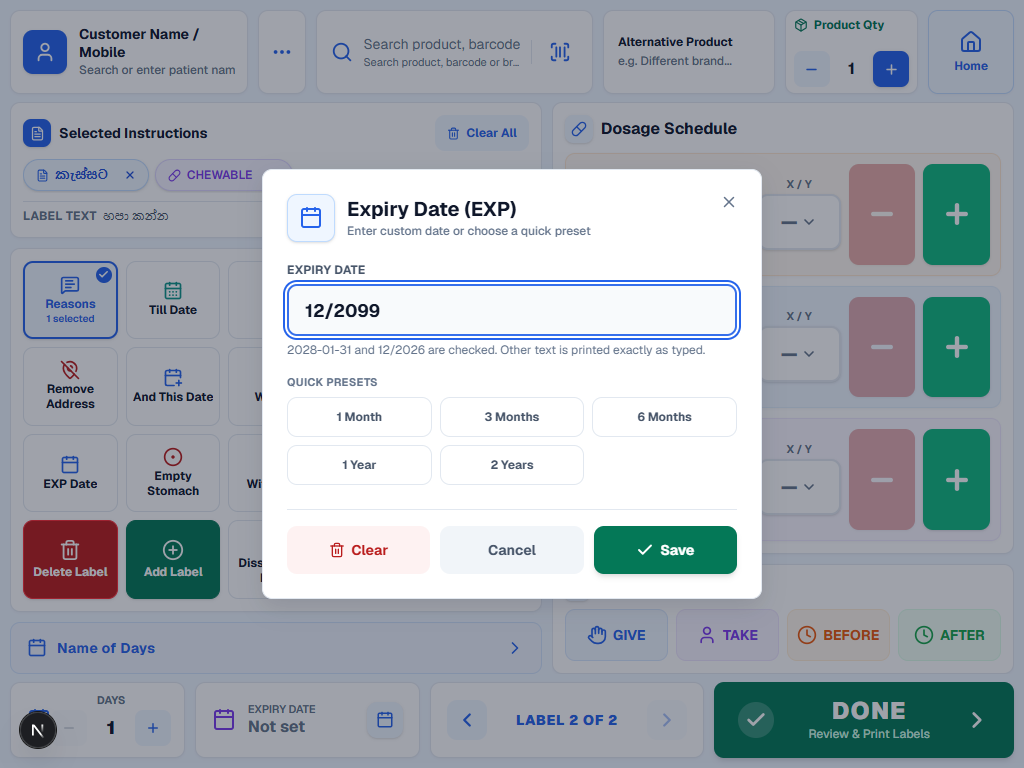 Customer Name /
Mobile
Search or enter patient nam
Search product, barcode
Search product, barcode or br...
Alternative Product
e.g. Different brand...
Product Qty
1
Home
Selected Instructions
Clear All
කැස්සට
CHEWABLE
LABEL TEXT හපා කන්න
Dosage Schedule
X / Y
X / Y
X / Y
Reasons
1 selected
Till Date
Remove
Address
And This Date
EXP Date
Empty
Stomach
Delete Label
Add Label
Expiry Date (EXP)
Enter custom date or choose a quick preset
EXPIRY DATE
12/2099
2028-01-31 and 12/2026 are checked. Other text is printed exactly as typed.
QUICK PRESETS
1 Month
3 Months
6 Months
1 Year
2 Years
Clear
Cancel
Save
Name of Days
GIVE
TAKE
BEFORE
AFTER
N
DAYS
1
EXPIRY DATE
Not set
LABEL 2 OF 2
DONE
Review & Print Labels